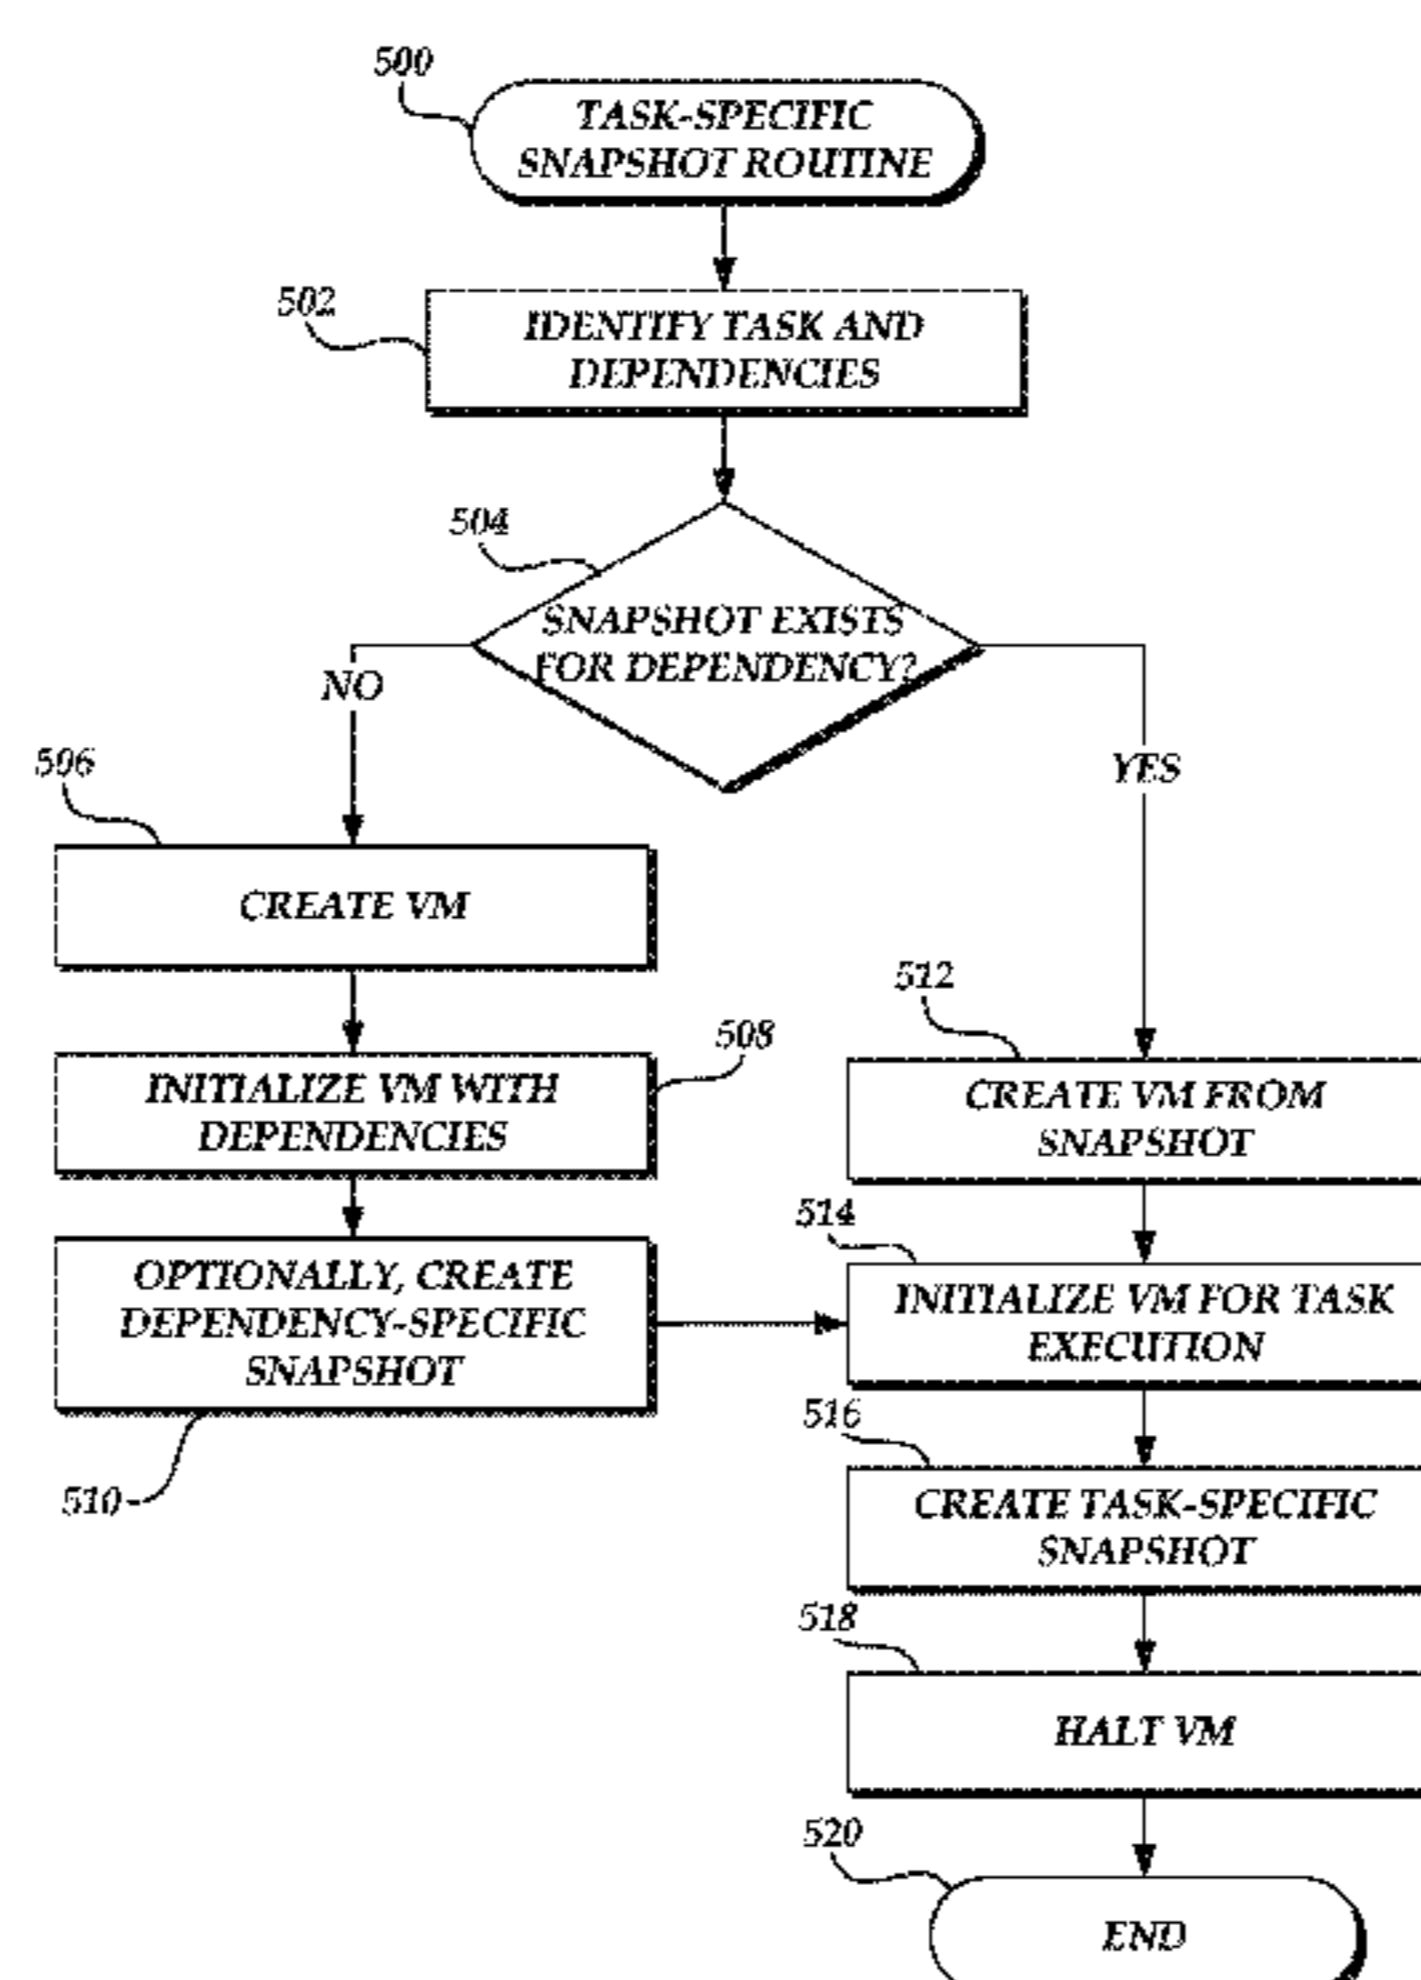 500
TASK-SPECIFIC
SNAPSHOT ROUTINE
502
IDENTIFY TASK AND
DEPENDENCIES
504
SNAPSHOT EXISTS
FOR DEPENDENCY?
NO
YES
506
CREATE VM
508
INITIALIZE VM WITH
DEPENDENCIES
OPTIONALLY, CREATE
DEPENDENCY-SPECIFIC
SNAPSHOT
510
512
CREATE VM FROM
SNAPSHOT
514
INITIALIZE VM FOR TASK
EXECUTION
516
CREATE TASK-SPECIFIC
SNAPSHOT
518
HALT VM
520
END